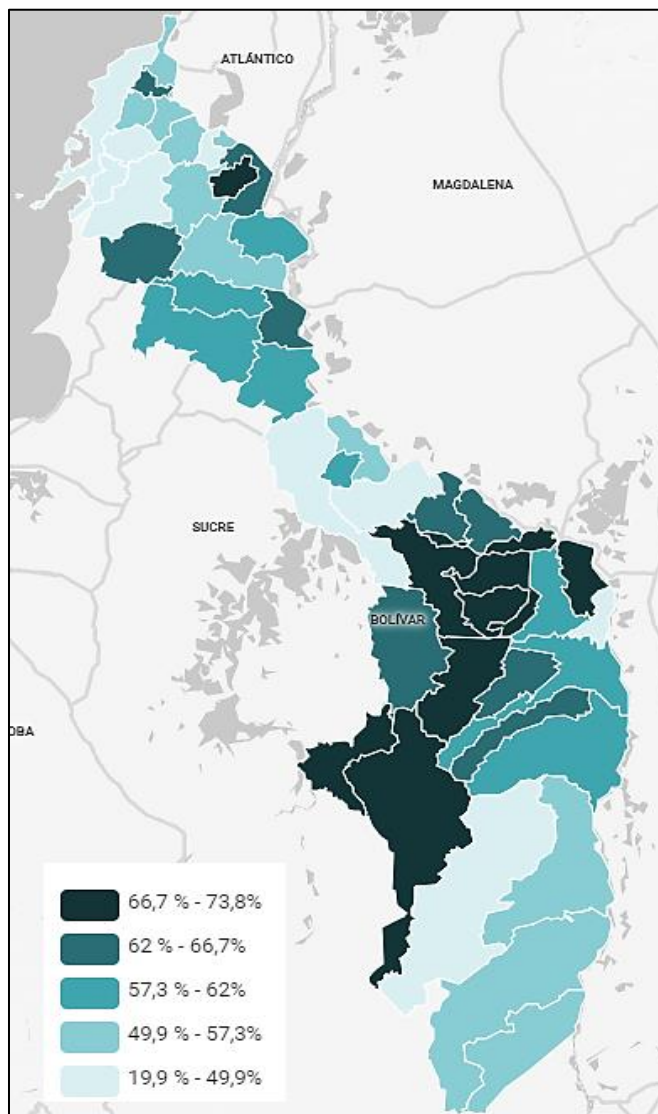 ATLÁNTICO
MAGDALENA
SUCRE
BOLÍVAR
OBA
66,7 % - 73,8%
62 % - 66,7%
57,3 % - 62%
49,9 % - 57,3%
19,9 % - 49,9%